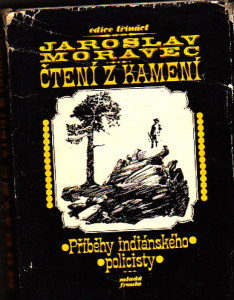 edice třináct
JAROSLAV
MORAVEC
ČTENÍ Z KAMENÍ
Příběhy indiánského
policisty
mladá
fronta